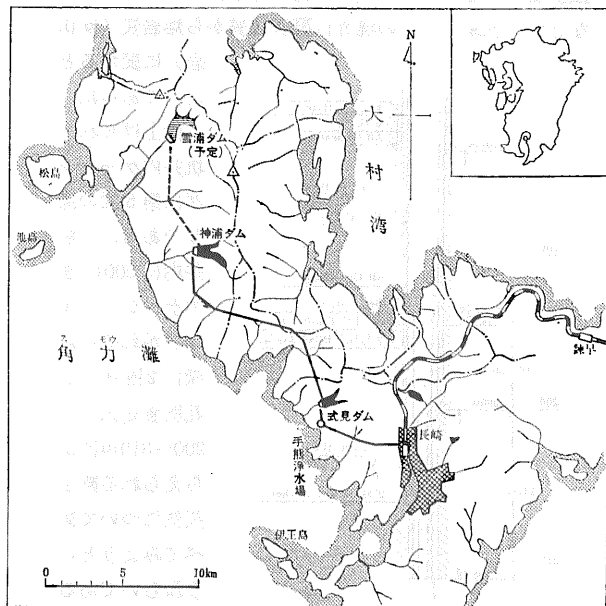 N
大村湾
雪浦ダム
(予定)
松島
池島
神浦ダム
角力灘
スモウ
諫早
式見ダム
長崎
手熊浄水場
伊王島
0 5 10km